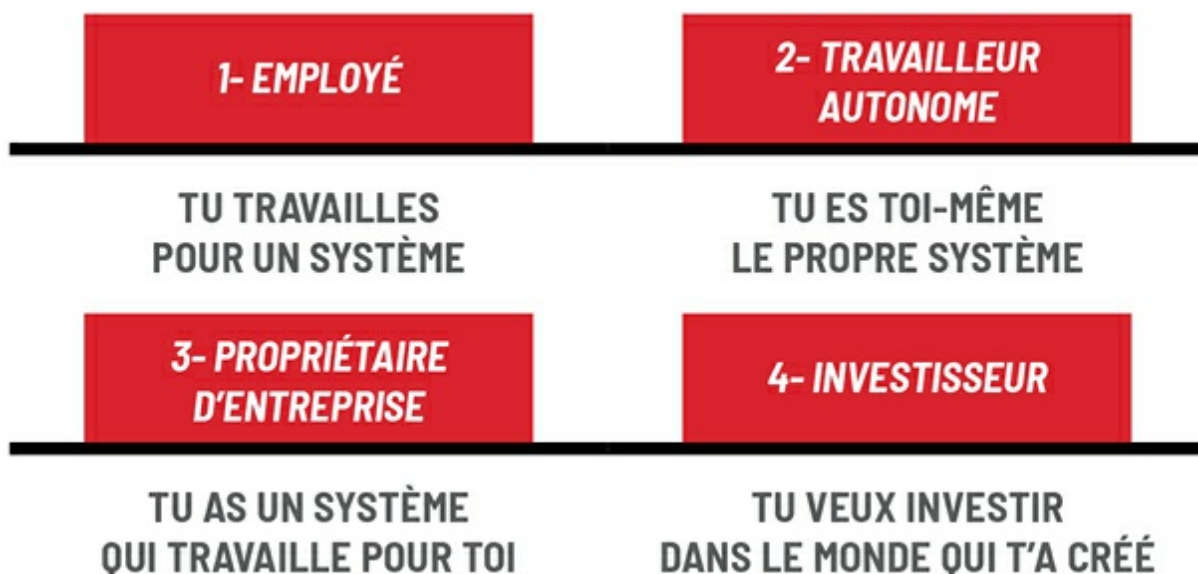 1- EMPLOYÉ
TU TRAVAILLES
POUR UN SYSTÈME
2- TRAVAILLEUR
AUTONOME
TU ES TOI-MÊME
LE PROPRE SYSTÈME
3- PROPRIÉTAIRE
D'ENTREPRISE
TU AS UN SYSTÈME
QUI TRAVAILLE POUR TOI
4- INVESTISSEUR
TU VEUX INVESTIR
DANS LE MONDE QUI T'A CRÉÉ